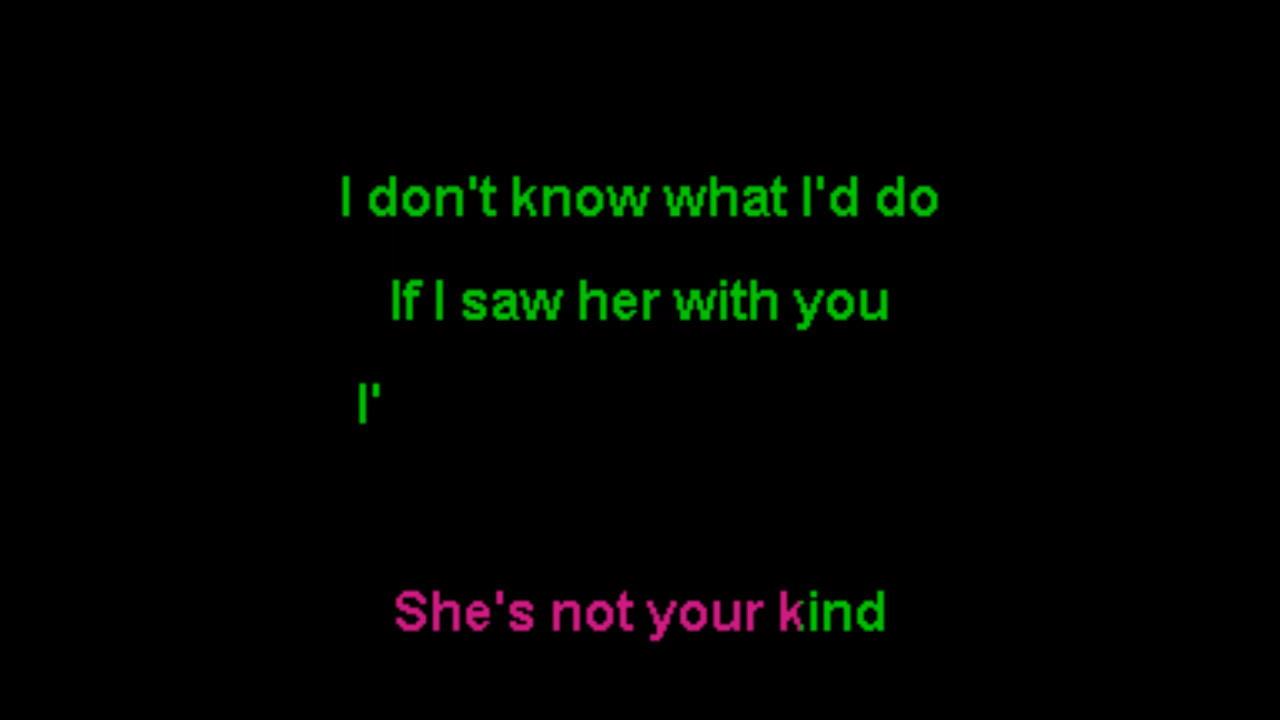 I don't know what I'd do
If I saw her with you
I'
She's not your kind